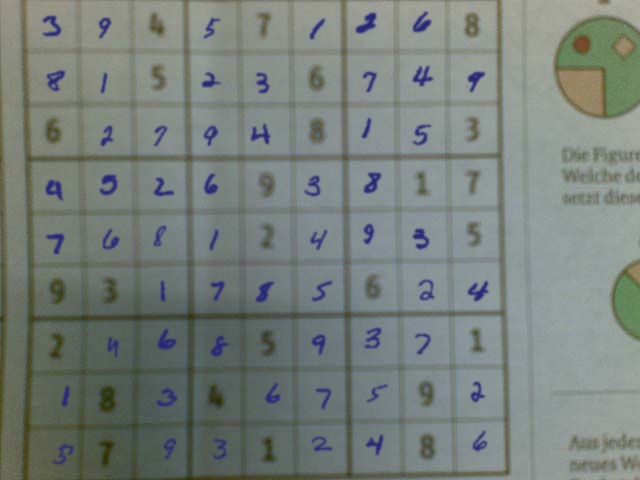 3 9 4 5 7 1 2 6 8
8 1 5 2 3 6 7 4 9
6 2 7 9 4 8 1 5 3
4 5 2 6 9 3 8 1 7
7 6 8 1 2 4 9 3 5
9 3 1 7 8 5 6 2 4
2 4 6 8 5 9 3 7 1
1 8 3 4 6 7 5 9 2
5 7 9 3 1 2 4 8 6
Die Figure
Welche de
setzt diese
Aus jedes
neues Wo